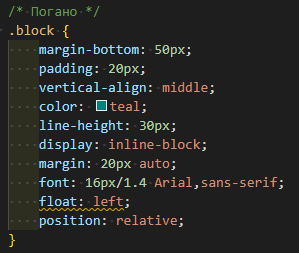 /* Погано */
.block {
margin-bottom: 50px;
padding: 20px;
vertical-align: middle;
color: teal;
line-height: 30px;
display: inline-block;
margin: 20px auto;
font: 16px/1.4 Arial,sans-serif;
float: left;
position: relative;
}